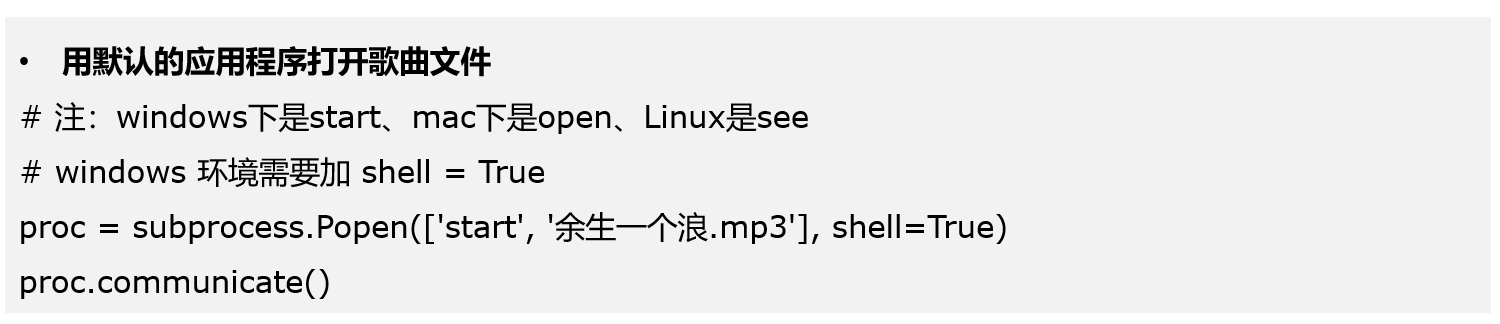 • 用默认的应用程序打开歌曲文件
# 注：windows下是start、mac下是open、Linux是see
# windows 环境需要加 shell = True
proc = subprocess.Popen(['start', '余生一个浪.mp3'], shell=True)
proc.communicate()